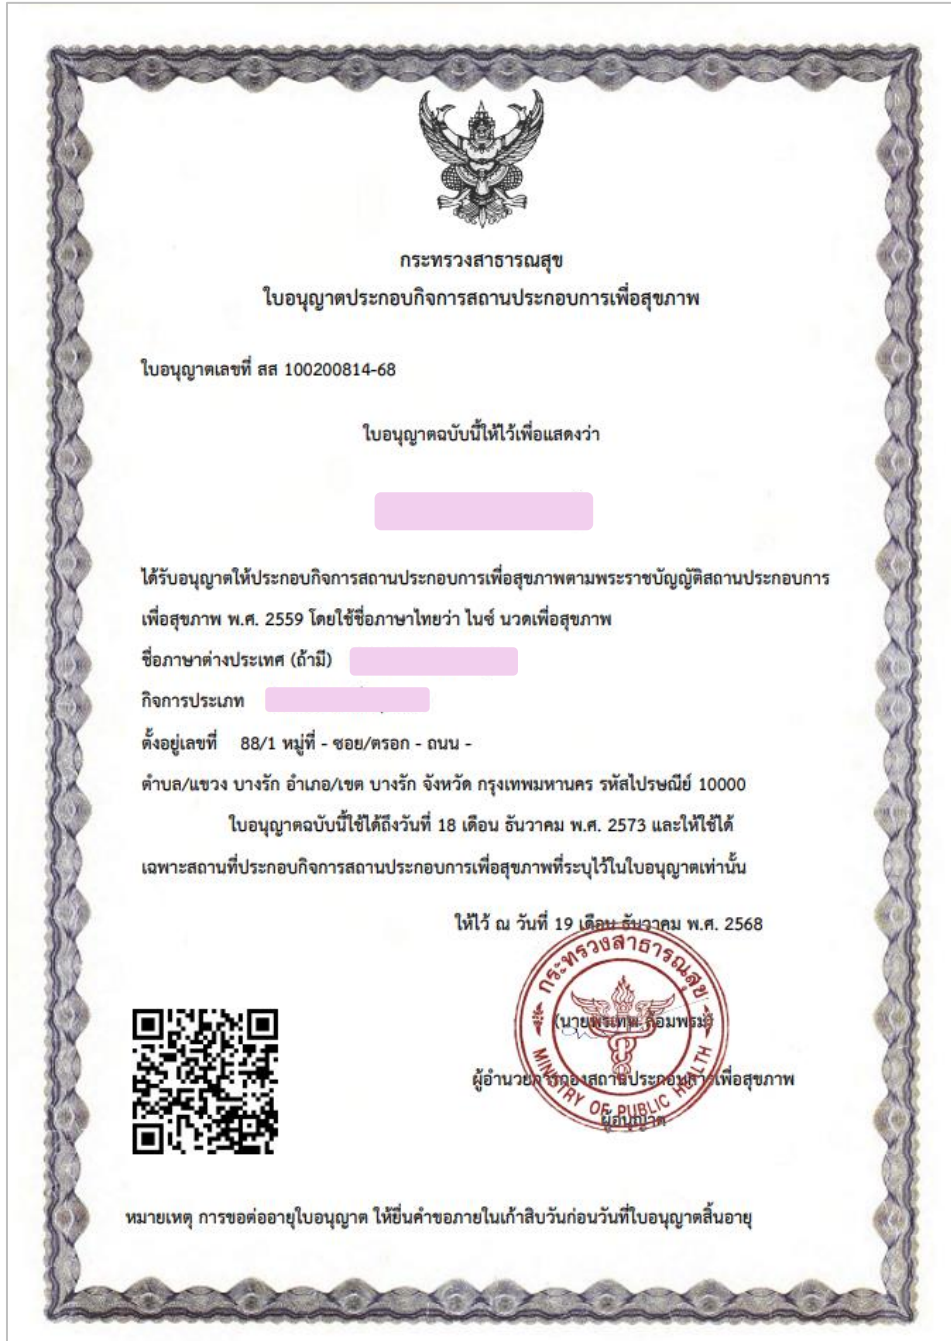 กระทรวงสาธารณสุข
ใบอนุญาตประกอบกิจการสถานประกอบการเพื่อสุขภาพ
ใบอนุญาตเลขที่ สส 100200814-68
ใบอนุญาตฉบับนี้ให้ไว้เพื่อแสดงว่า
ได้รับอนุญาตให้ประกอบกิจการสถานประกอบการเพื่อสุขภาพตามพระราชบัญญัติสถานประกอบการ
เพื่อสุขภาพ พ.ศ. 2559 โดยใช้ชื่อภาษาไทยว่า ไนซ์ นวดเพื่อสุขภาพ
ชื่อภาษาต่างประเทศ (ถ้ามี)
กิจการประเภท
ตั้งอยู่เลขที่ 88/1 หมู่ที่ - ซอย/ตรอก - ถนน -
ตำบล/แขวง บางรัก อำเภอ/เขต บางรัก จังหวัด กรุงเทพมหานคร รหัสไปรษณีย์ 10000
ใบอนุญาตฉบับนี้ใช้ได้ถึงวันที่ 18 เดือน ธันวาคม พ.ศ. 2573 และให้ใช้ได้
เฉพาะสถานที่ประกอบกิจการสถานประกอบการเพื่อสุขภาพที่ระบุไว้ในใบอนุญาตเท่านั้น
ให้ไว้ ณ วันที่ 19 เดือน ธันวาคม พ.ศ. 2568
กระทรวงสาธารณสุข
(นายพรเทพ ล้อมพรม)
ผู้อำนวยการกองสถานประกอบการเพื่อสุขภาพ
MINISTRY OF PUBLIC HEALTH
ผู้อนุญาต
หมายเหตุ การขอต่ออายุใบอนุญาต ให้ยื่นคำขอภายในเก้าสิบวันก่อนวันที่ใบอนุญาตสิ้นอายุ